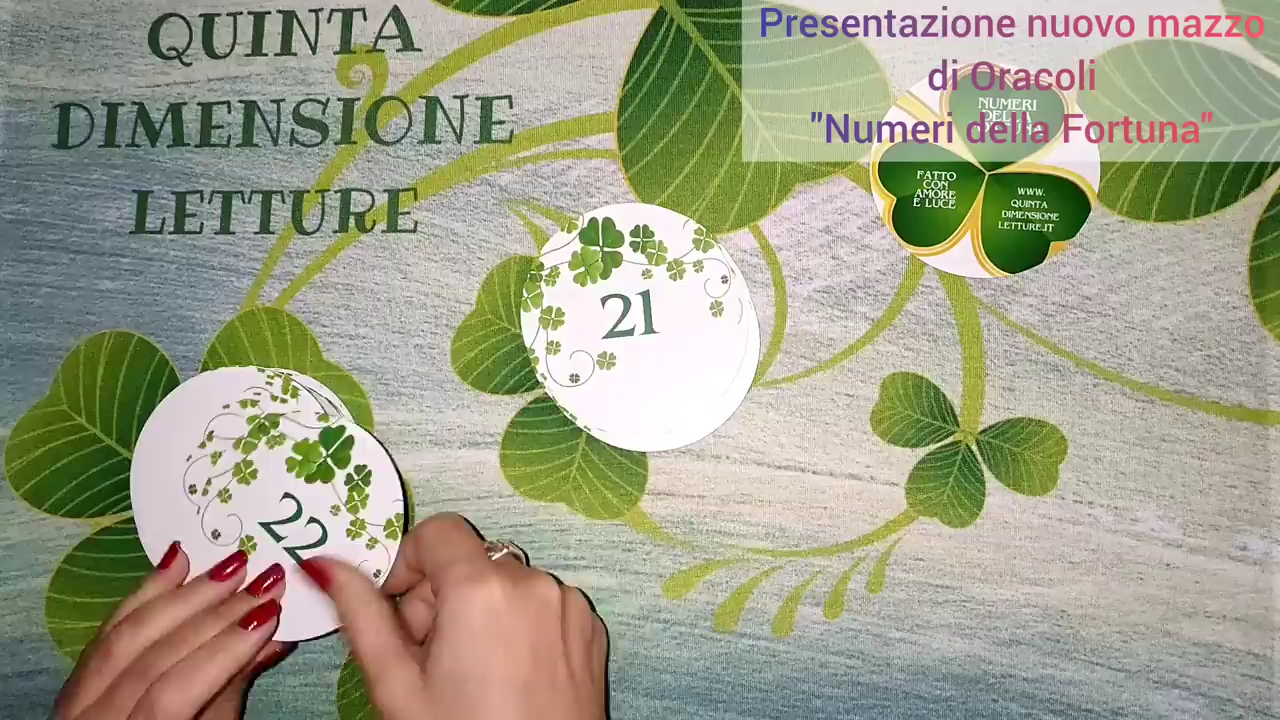 QUINTA
DIMENSIONE
LETTURE
Presentazione nuovo mazzo
di Oracoli
"Numeri della Fortuna"
NUMERI
DELLA
FATTO
CON
AMORE
E LUCE
WWW.
QUINTA
DIMENSIONE
LETTURE.IT
21
22